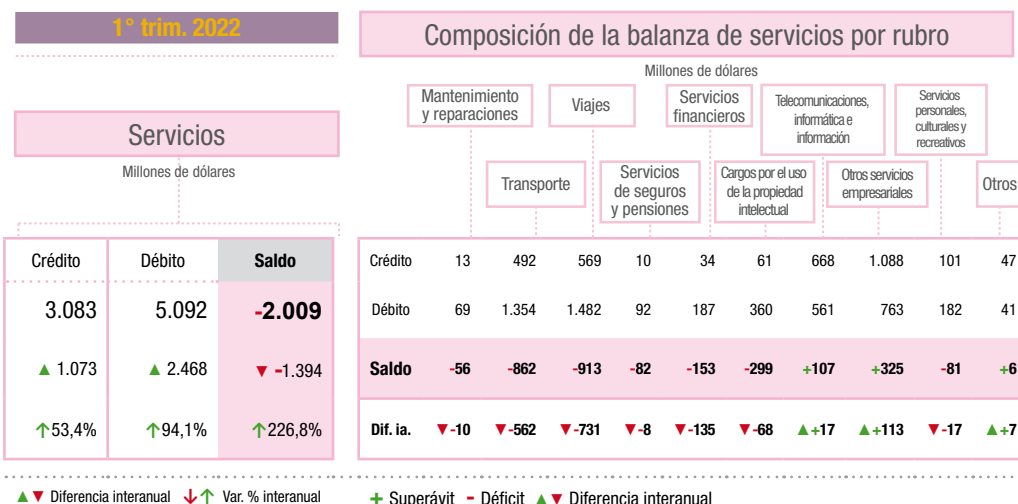 1° trim. 2022
Composición de la balanza de servicios por rubro
Millones de dólares
Servicios
Millones de dólares
Mantenimiento
y reparaciones
Viajes
Servicios
financieros
Telecomunicaciones,
informática e
información
Servicios
personales,
culturales y
recreativos
Transporte
Servicios
de seguros
y pensiones
Cargos por el uso
de la propiedad
intelectual
Otros servicios
empresariales
Otros
Crédito Débito Saldo
3.083 5.092 -2.009
▲ 1.073 ▲ 2.468 ▼ -1.394
↑53,4% ↑94,1% ↑226,8%
Crédito 13 492 569 10 34 61 668 1.088 101 47
Débito 69 1.354 1.482 92 187 360 561 763 182 41
Saldo -56 -862 -913 -82 -153 -299 +107 +325 -81 +6
Dif. ia. ▼-10 ▼-562 ▼-731 ▼-8 ▼-135 ▼-68 ▲+17 ▲+113 ▼-17 ▲+7
▲▼ Diferencia interanual ↓↑ Var. % interanual
+ Superávit - Déficit ▲▼ Diferencia interanual